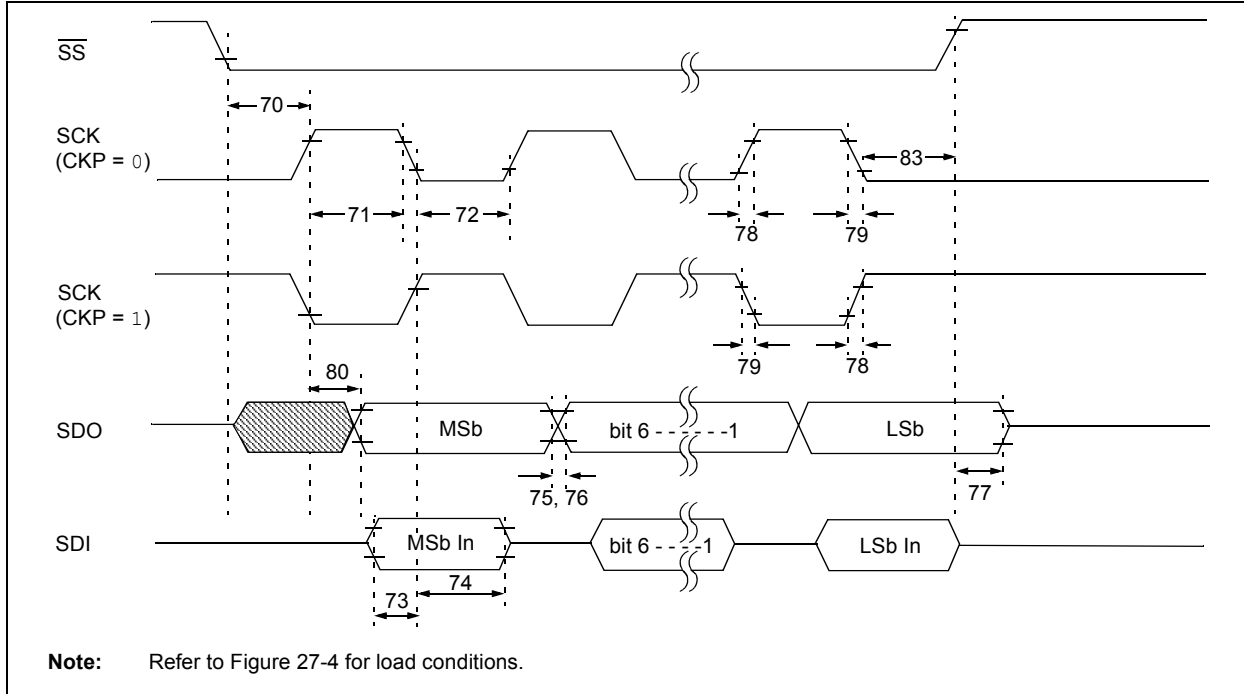 SS
70
SCK
(CKP = 0)
83
71
72
78
79
SCK
(CKP = 1)
79
78
80
SDO
MSb
bit 6 - - - - - -1
LSb
75, 76
77
SDI
MSb In
bit 6 - - - - -1
LSb In
73
74
Note: Refer to Figure 27-4 for load conditions.